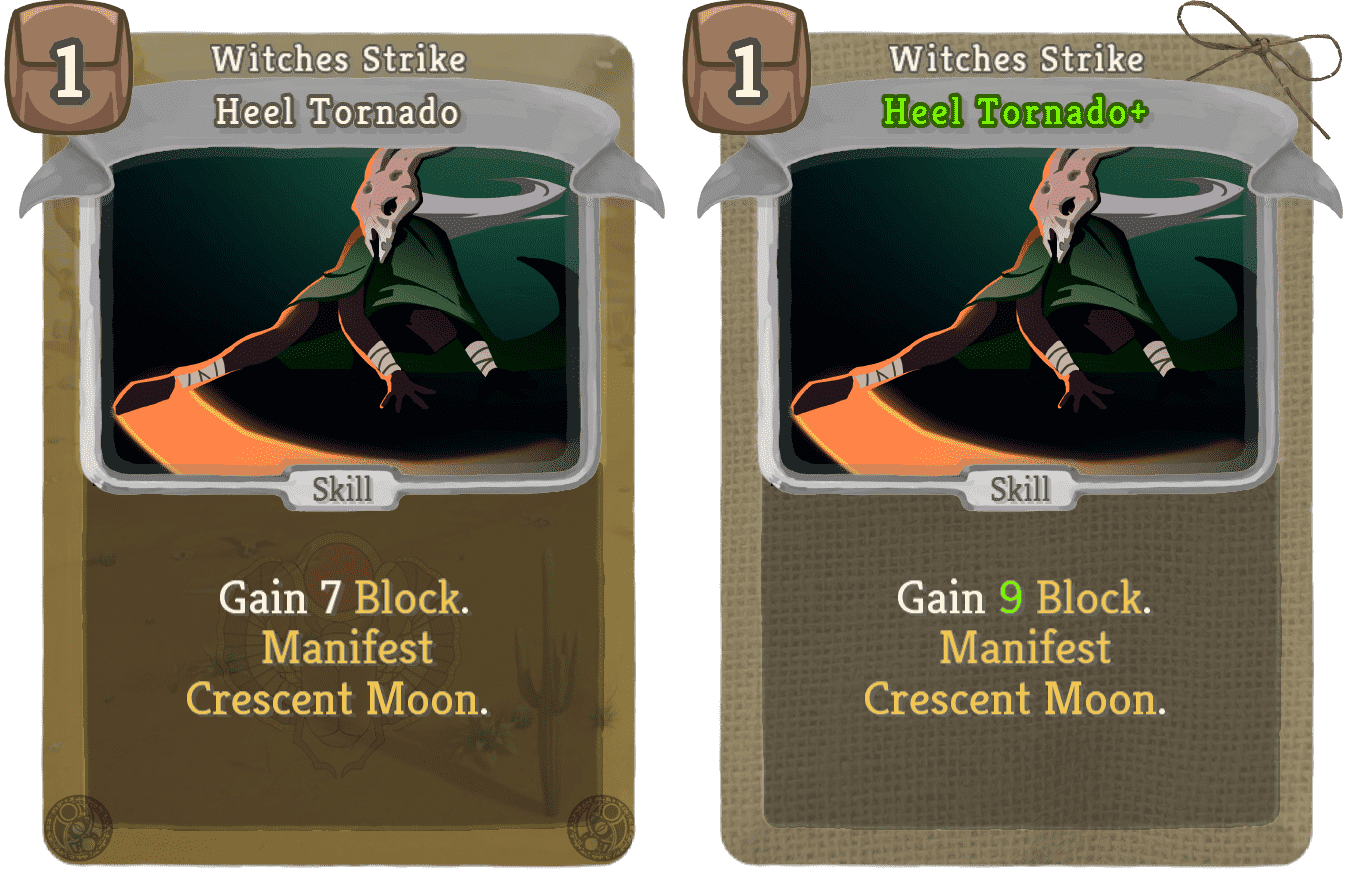 1
Witches Strike
Heel Tornado
Skill
Gain 7 Block.
Manifest
Crescent Moon.
1
Witches Strike
Heel Tornado+
Skill
Gain 9 Block.
Manifest
Crescent Moon.